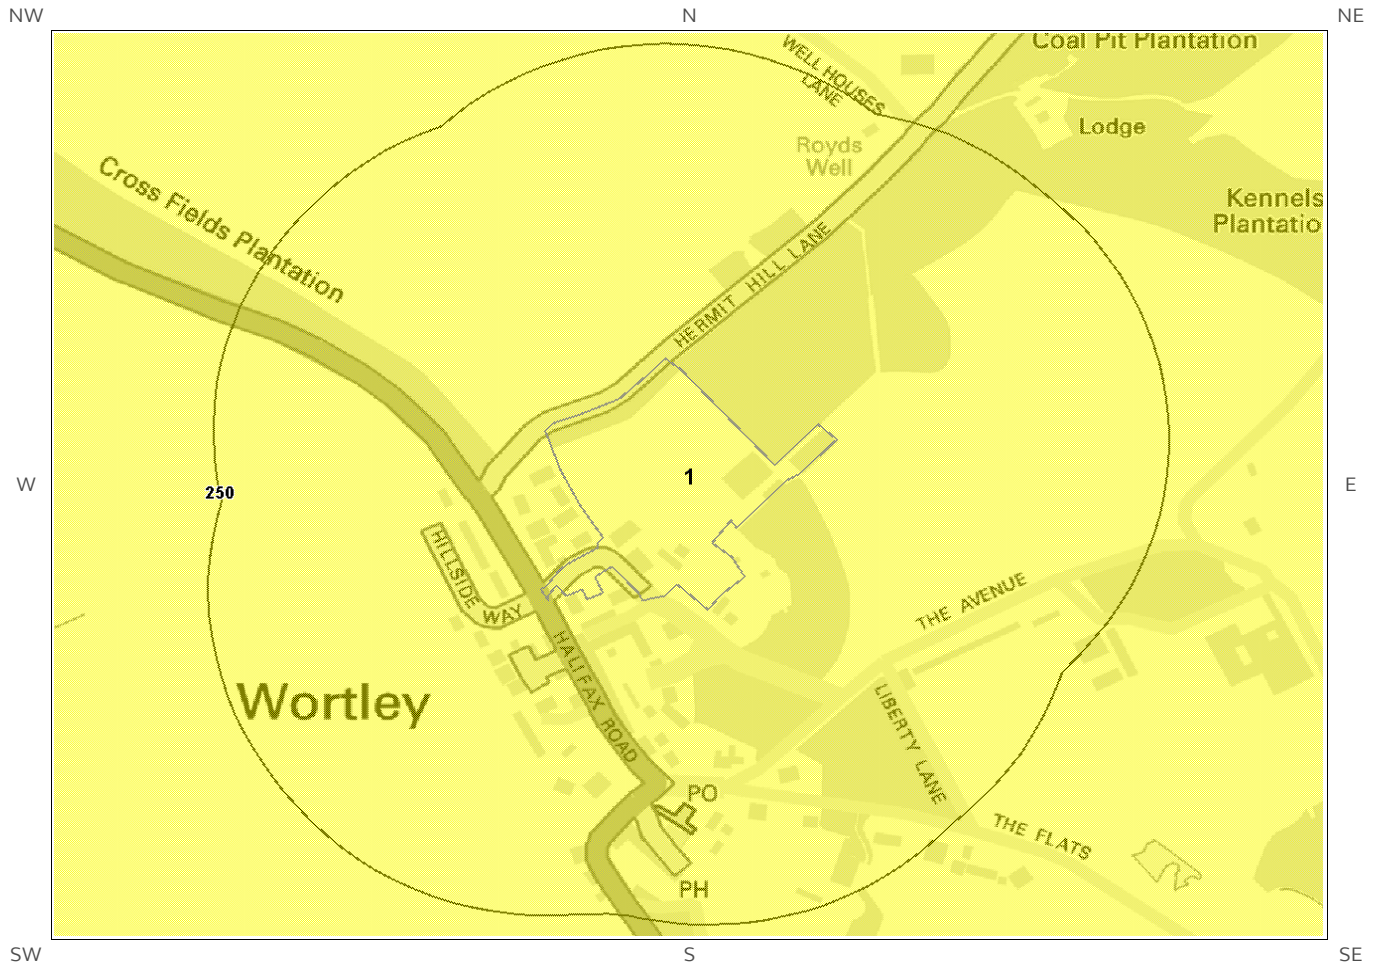 NW
N
NE
WELL HOUSES
LANE
Coal Pit Plantation
Lodge
Royds
Well
Cross Fields Plantation
Kennels
Plantatio
HERMIT HILL LANE
W
1
E
250
HILLSIDE WAY
THE AVENUE
HALIFAX ROAD
Wortley
LIBERTY LANE
PO
THE FLATS
PH
SW
S
SE